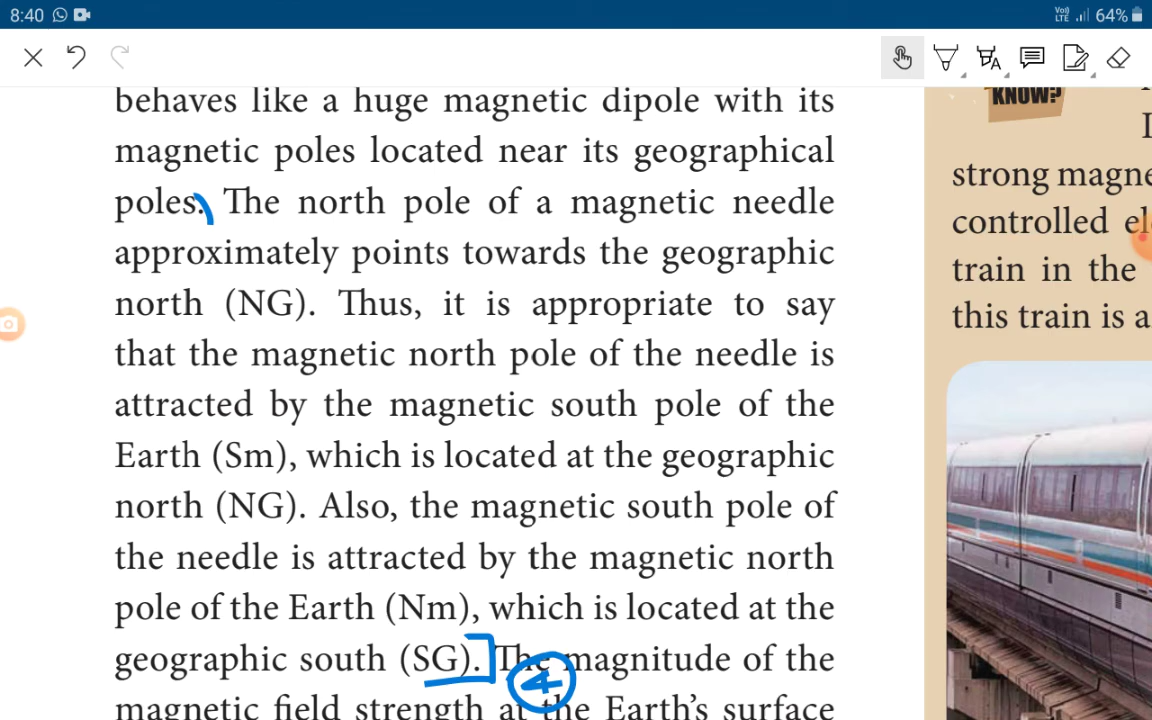 8:40
Vo)) LTE 64%
behaves like a huge magnetic dipole with its
magnetic poles located near its geographical
poles. The north pole of a magnetic needle
approximately points towards the geographic
north (NG). Thus, it is appropriate to say
that the magnetic north pole of the needle is
attracted by the magnetic south pole of the
Earth (Sm), which is located at the geographic
north (NG). Also, the magnetic south pole of
the needle is attracted by the magnetic north
pole of the Earth (Nm), which is located at the
geographic south (SG). The magnitude of the
4
magnetic field strength at the Earth's surface
KNOW?
strong magne
controlled el
train in the
this train is a